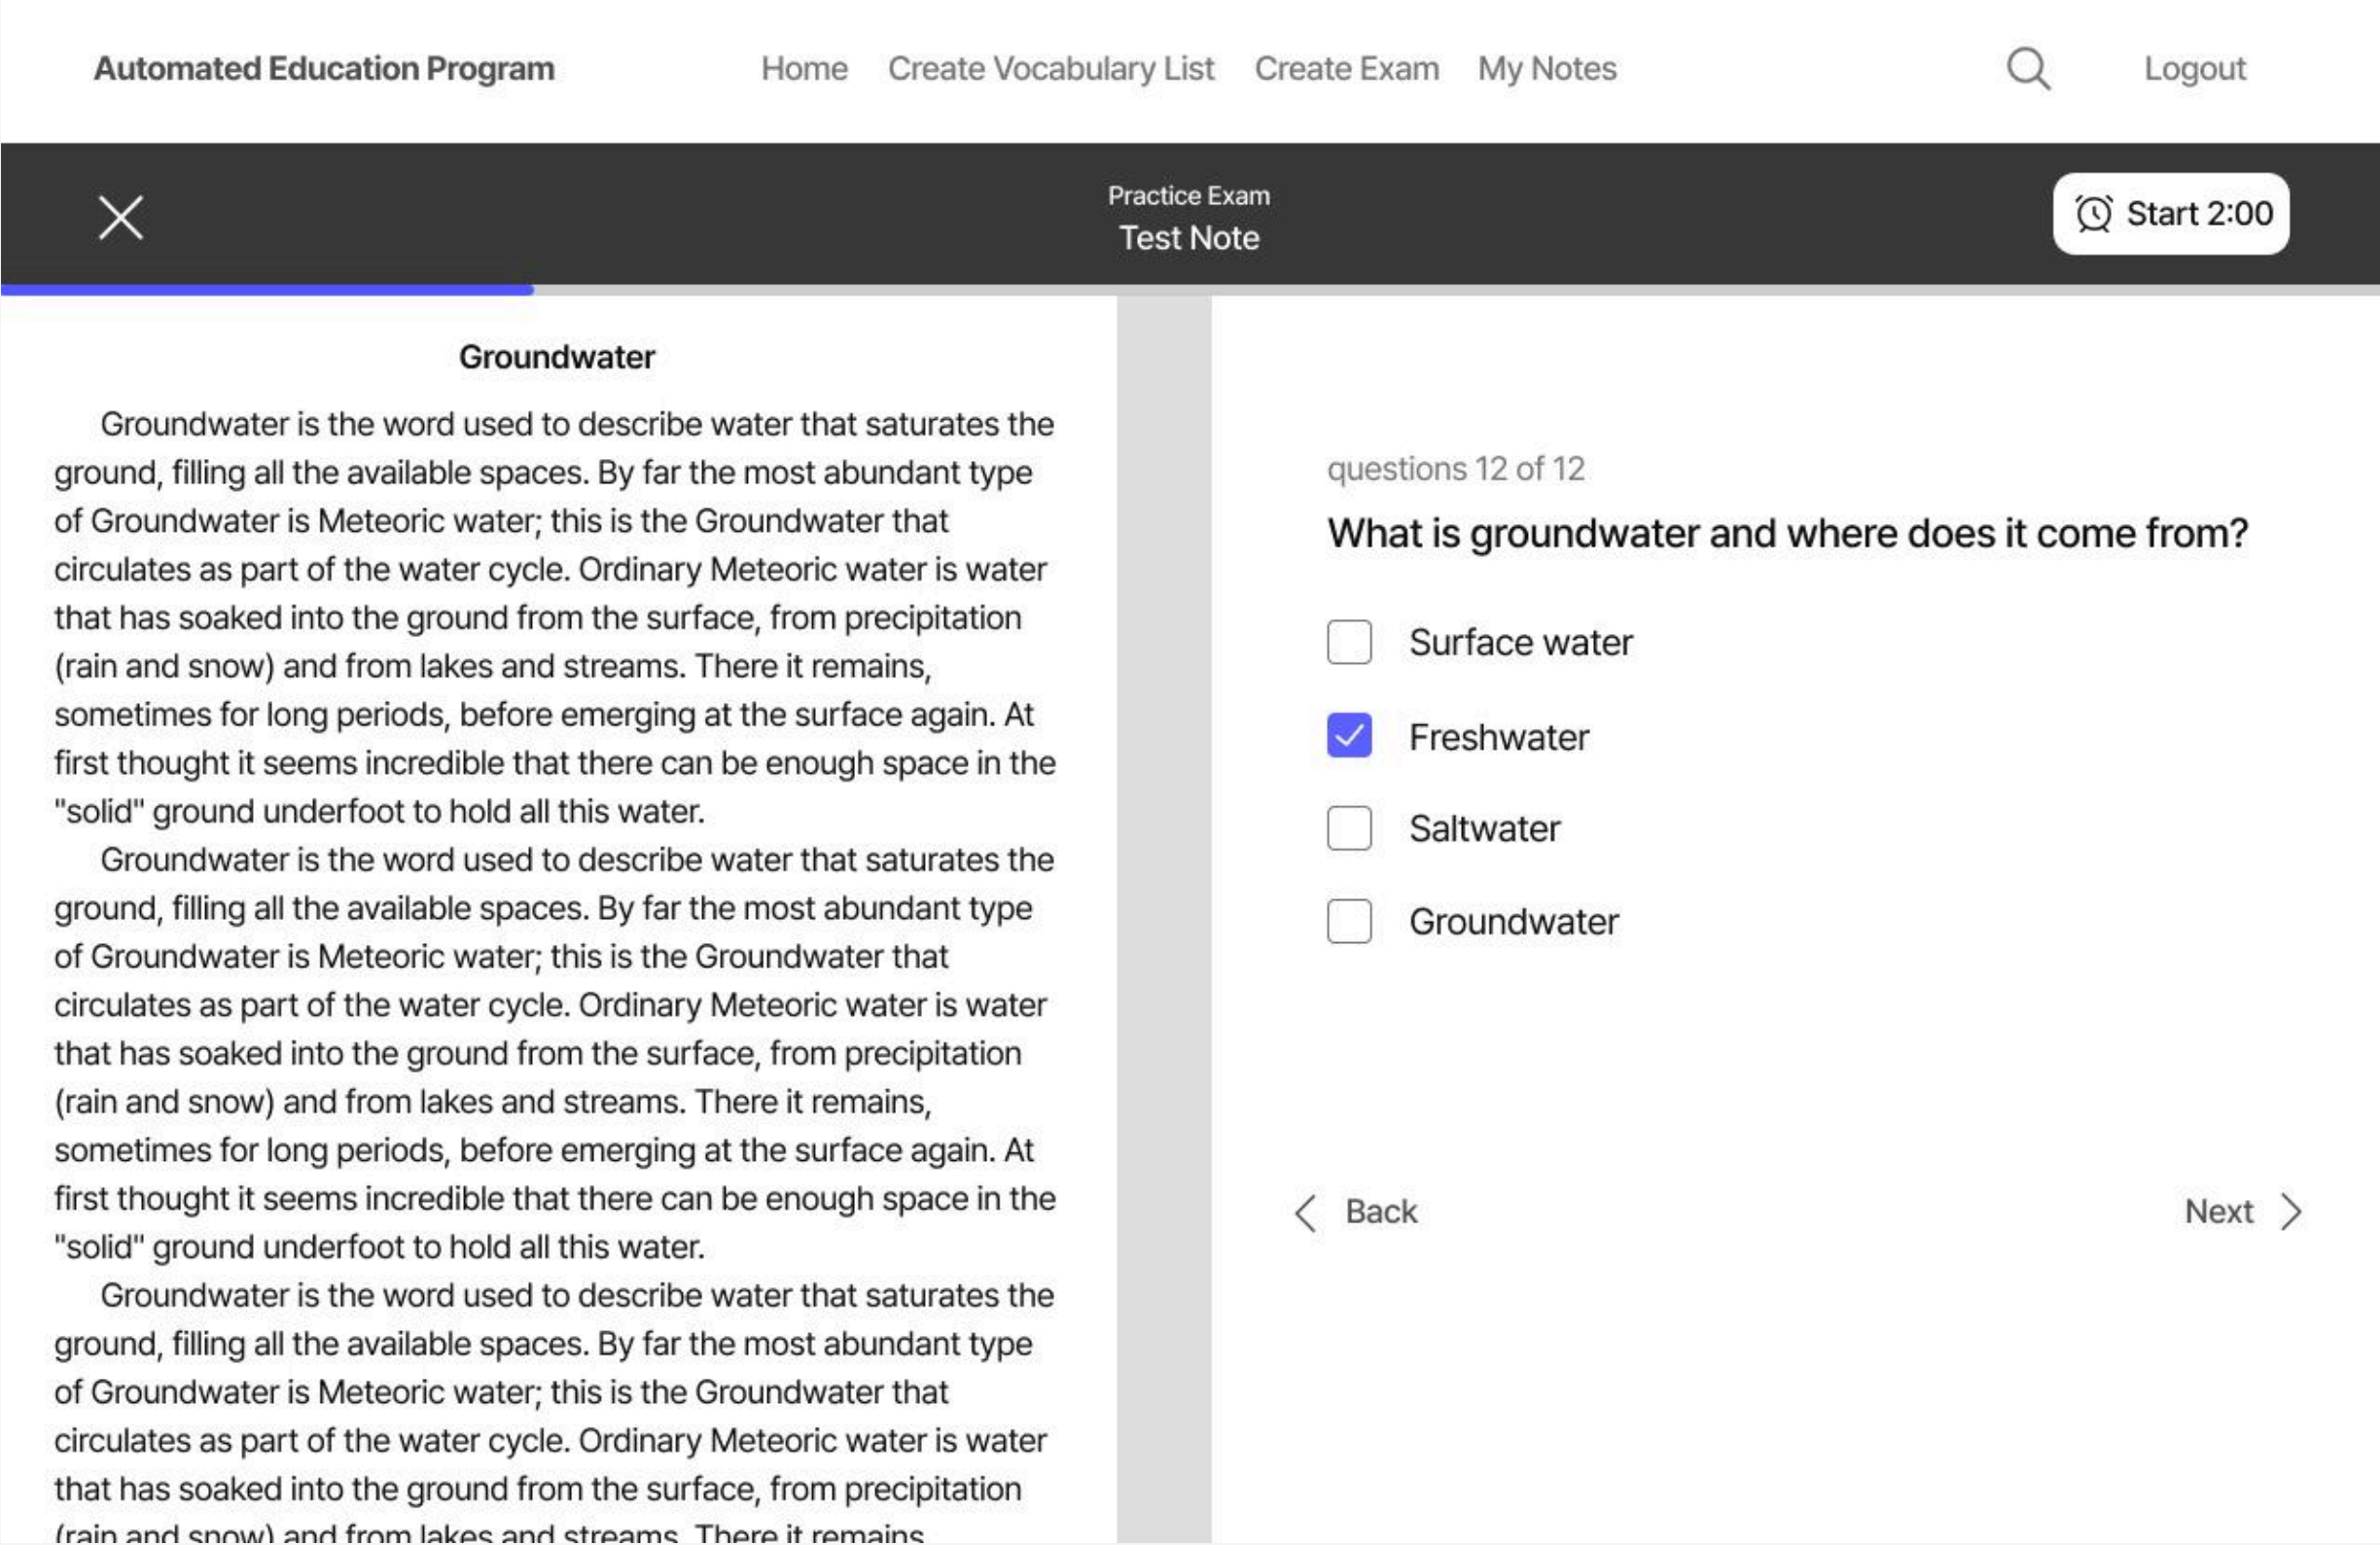 Automated Education Program Home Create Vocabulary List Create Exam My Notes Logout
Practice Exam
Test Note
Start 2:00
Groundwater
Groundwater is the word used to describe water that saturates the
ground, filling all the available spaces. By far the most abundant type
of Groundwater is Meteoric water; this is the Groundwater that
circulates as part of the water cycle. Ordinary Meteoric water is water
that has soaked into the ground from the surface, from precipitation
(rain and snow) and from lakes and streams. There it remains,
sometimes for long periods, before emerging at the surface again. At
first thought it seems incredible that there can be enough space in the
"solid" ground underfoot to hold all this water.
Groundwater is the word used to describe water that saturates the
ground, filling all the available spaces. By far the most abundant type
of Groundwater is Meteoric water; this is the Groundwater that
circulates as part of the water cycle. Ordinary Meteoric water is water
that has soaked into the ground from the surface, from precipitation
(rain and snow) and from lakes and streams. There it remains,
sometimes for long periods, before emerging at the surface again. At
first thought it seems incredible that there can be enough space in the
"solid" ground underfoot to hold all this water.
Groundwater is the word used to describe water that saturates the
ground, filling all the available spaces. By far the most abundant type
of Groundwater is Meteoric water; this is the Groundwater that
circulates as part of the water cycle. Ordinary Meteoric water is water
that has soaked into the ground from the surface, from precipitation
(rain and snow) and from lakes and streams. There it remains
questions 12 of 12
What is groundwater and where does it come from?
Surface water
Freshwater
Saltwater
Groundwater
Back
Next